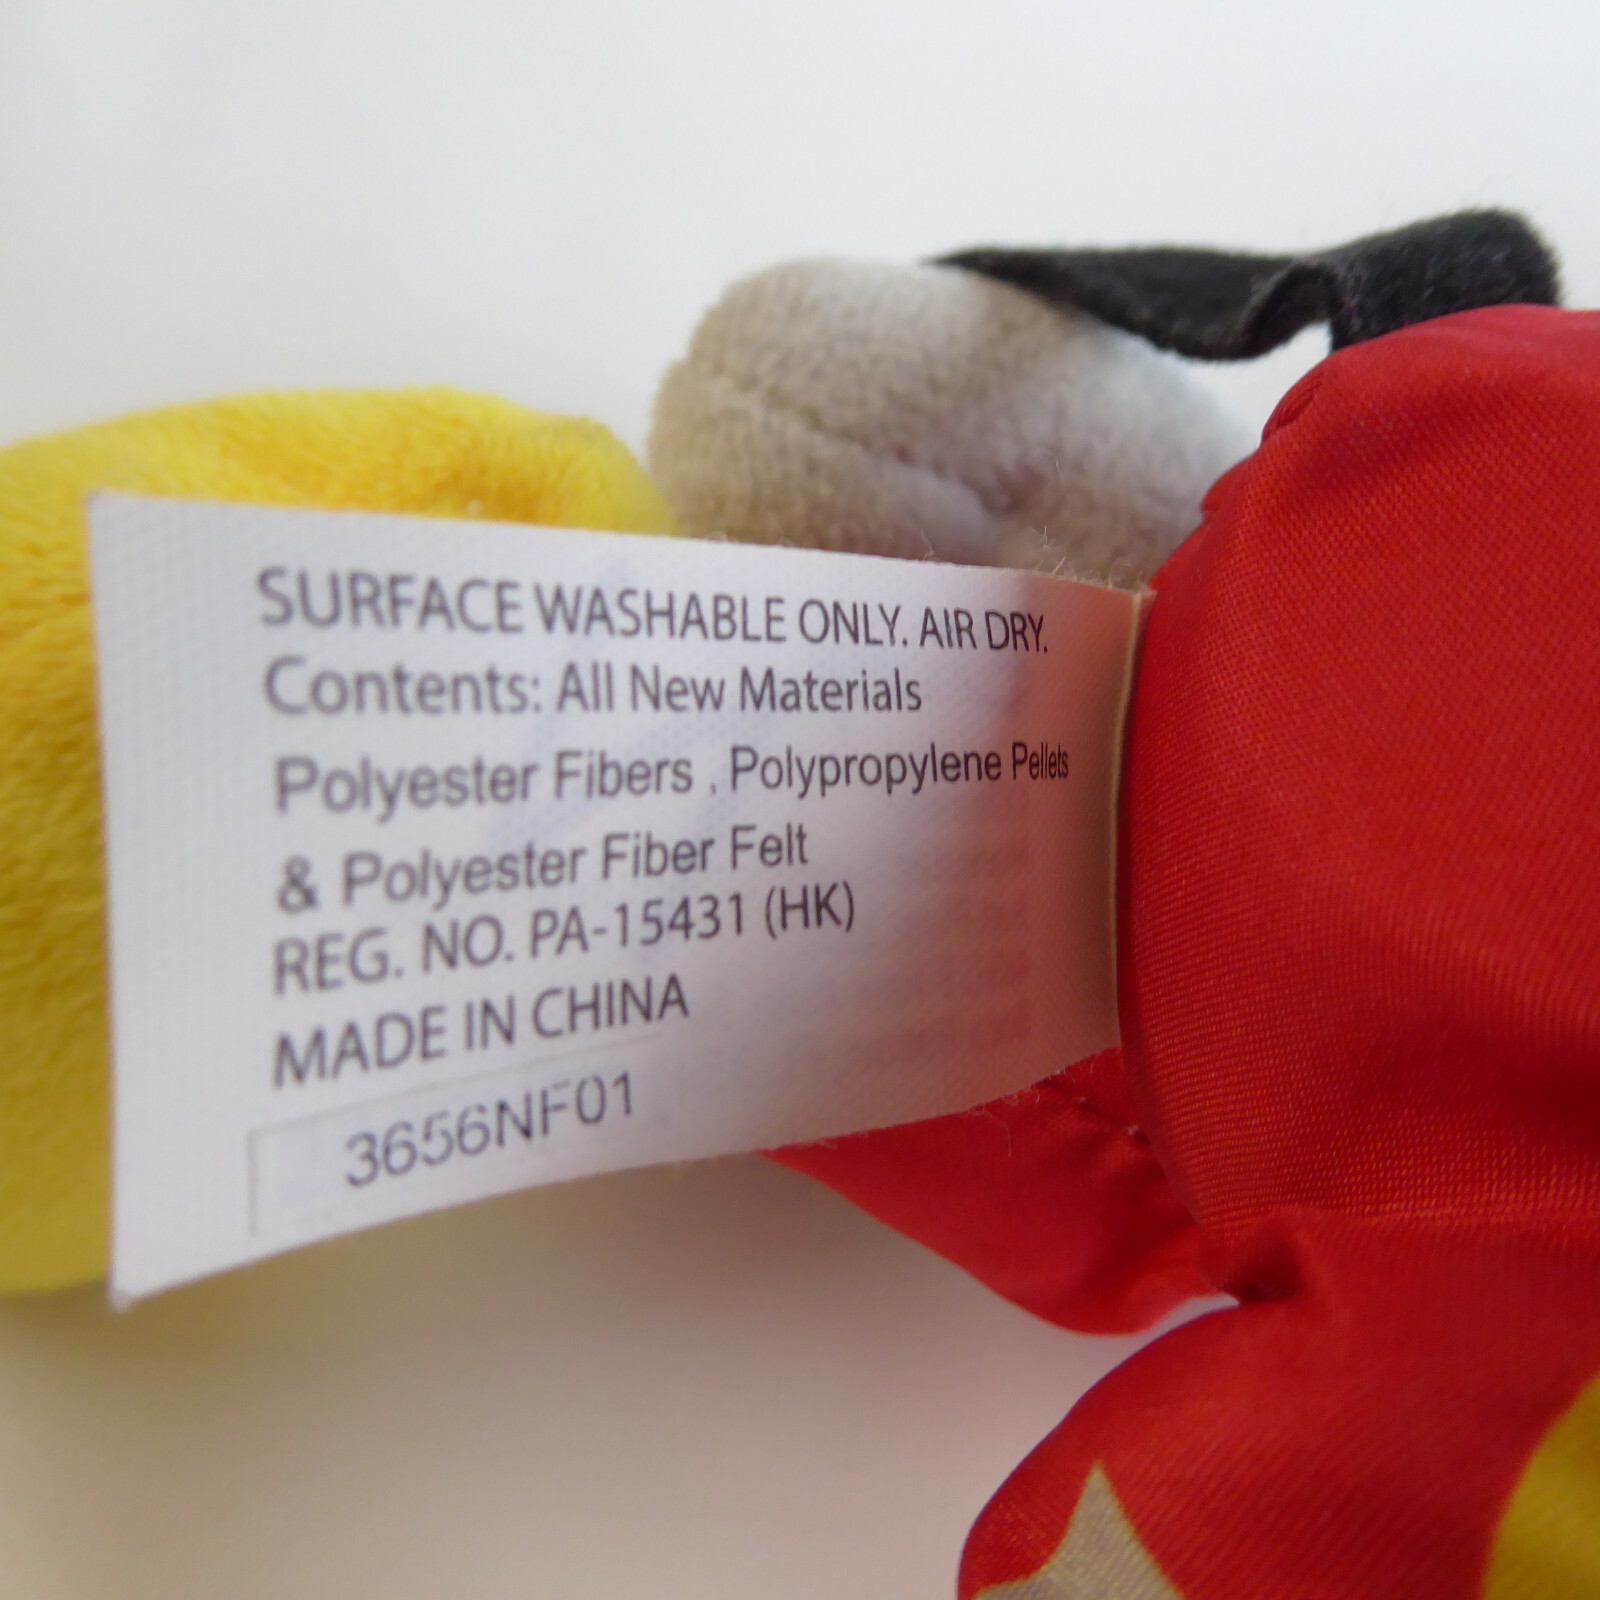 SURFACE WASHABLE ONLY. AIR DRY.
Contents: All New Materials
Polyester Fibers , Polypropylene Pellets
& Polyester Fiber Felt
REG. NO. PA-15431 (HK)
MADE IN CHINA
3656NF01